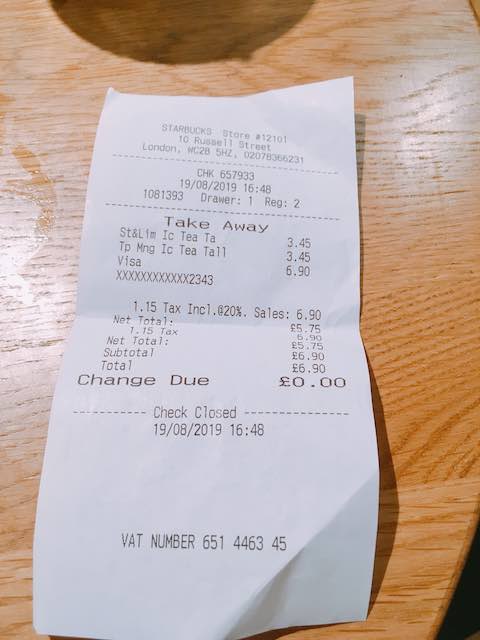 STARBUCKS Store #12101
10 Russell Street
London, WC2B 5HZ, 02078366231
CHK 657933
19/08/2019 16:48
1081393 Drawer: 1 Reg: 2
Take Away
St&Lim Ic Tea Ta 3.45
Tp Mng Ic Tea Tall 3.45
Visa 6.90
XXXXXXXXXXXX2343
1.15 Tax Incl.@20%. Sales: 6.90
Net Total: £5.75
1.15 Tax 6.90
Net Total: £5.75
Subtotal £6.90
Total £6.90
Change Due £0.00
Check Closed
19/08/2019 16:48
VAT NUMBER 651 4463 45